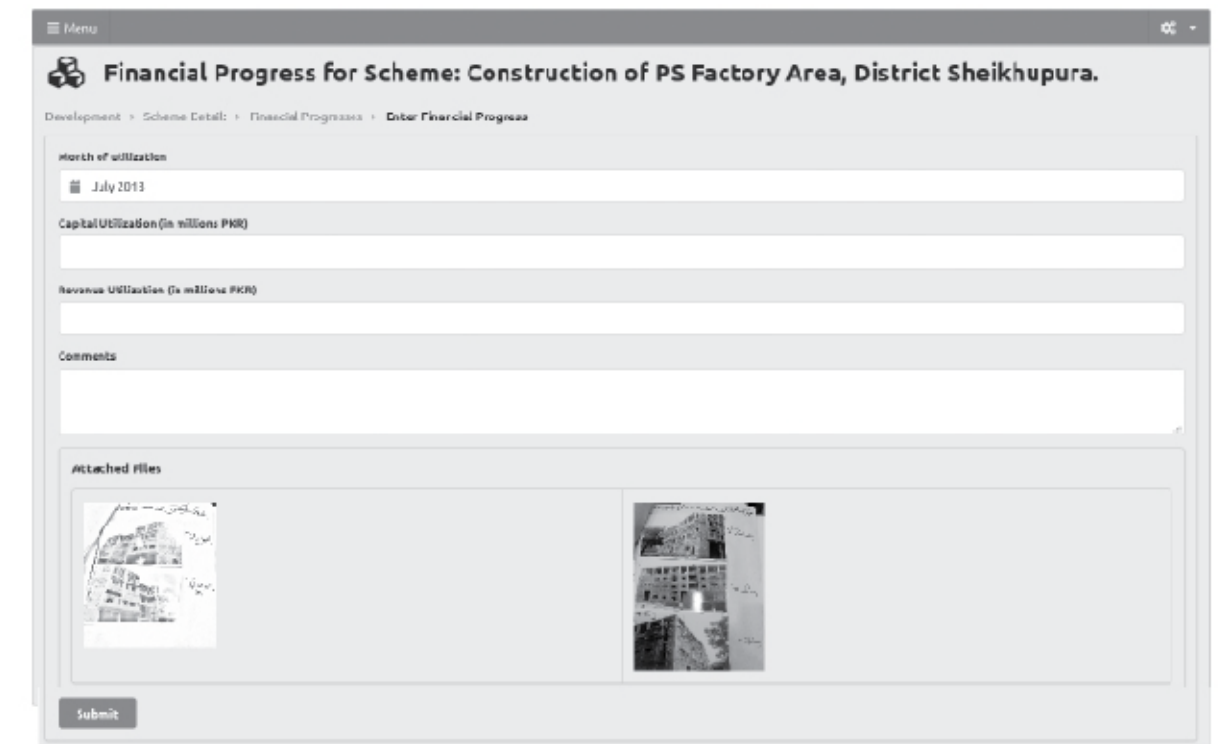 Menu
Financial Progress for Scheme: Construction of PS Factory Area, District Sheikhupura.
Development › Scheme Details › Financial Progresses › Enter Financial Progress
Month of utilization
July 2013
Capital Utilization (in millions PKR)
Revenue Utilization (in millions PKR)
Comments
Attached Files
Submit